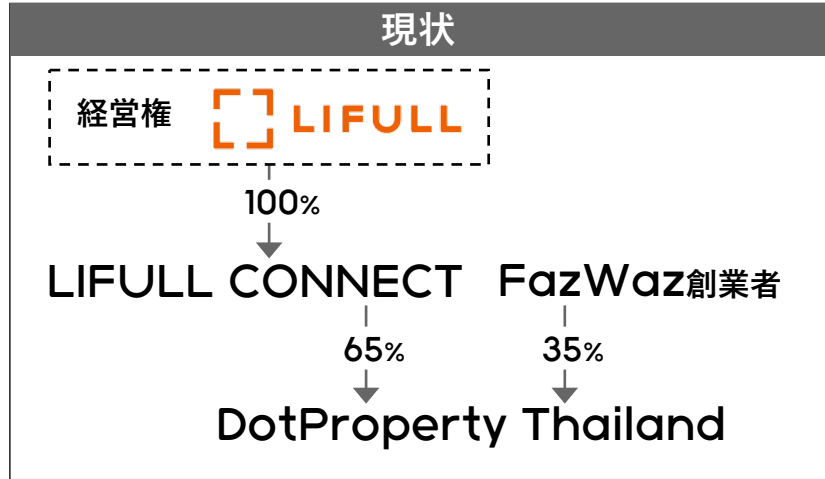 現状
経営権 LIFULL
100%
LIFULL CONNECT FazWaz創業者
65% 35%
DotProperty Thailand